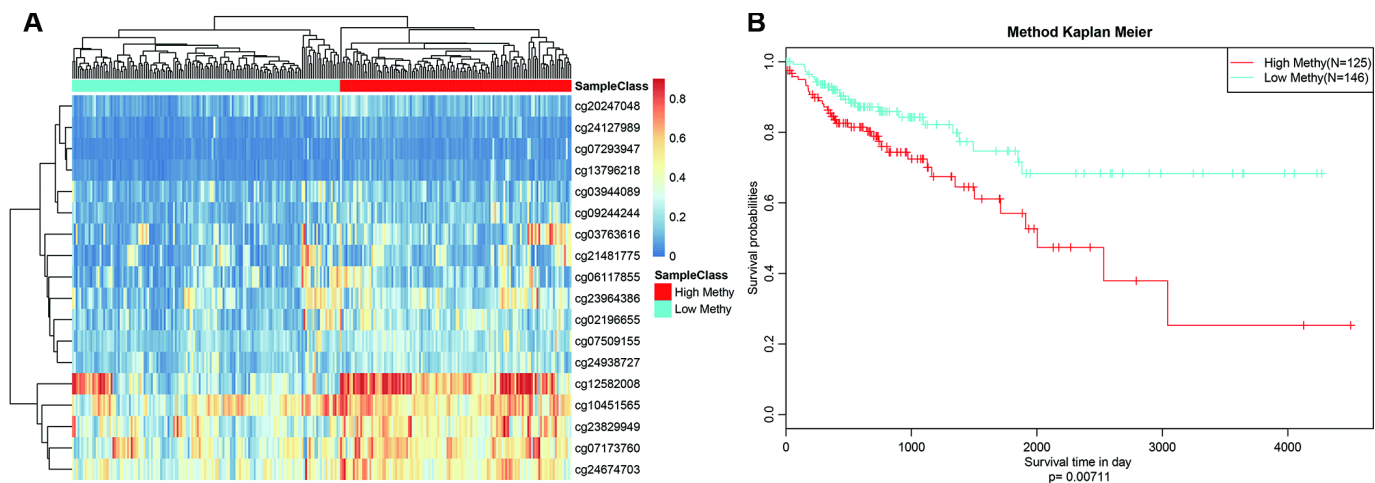 A
SampleClass
cg20247048
cg24127989
cg07293947
cg13796218
cg03944089
cg09244244
cg03763616
cg21481775
cg06117855
cg23964386
cg02196655
cg07509155
cg24938727
cg12582008
cg10451565
cg23829949
cg07173760
cg24674703
0.8
0.6
0.4
0.2
0
SampleClass
High Methy
Low Methy
B
Method Kaplan Meier
High Methy(N=125)
Low Methy(N=146)
Survival probabilities
1.0
0.8
0.6
0.4
0.2
0.0
0 1000 2000 3000 4000
Survival time in day
p= 0.00711